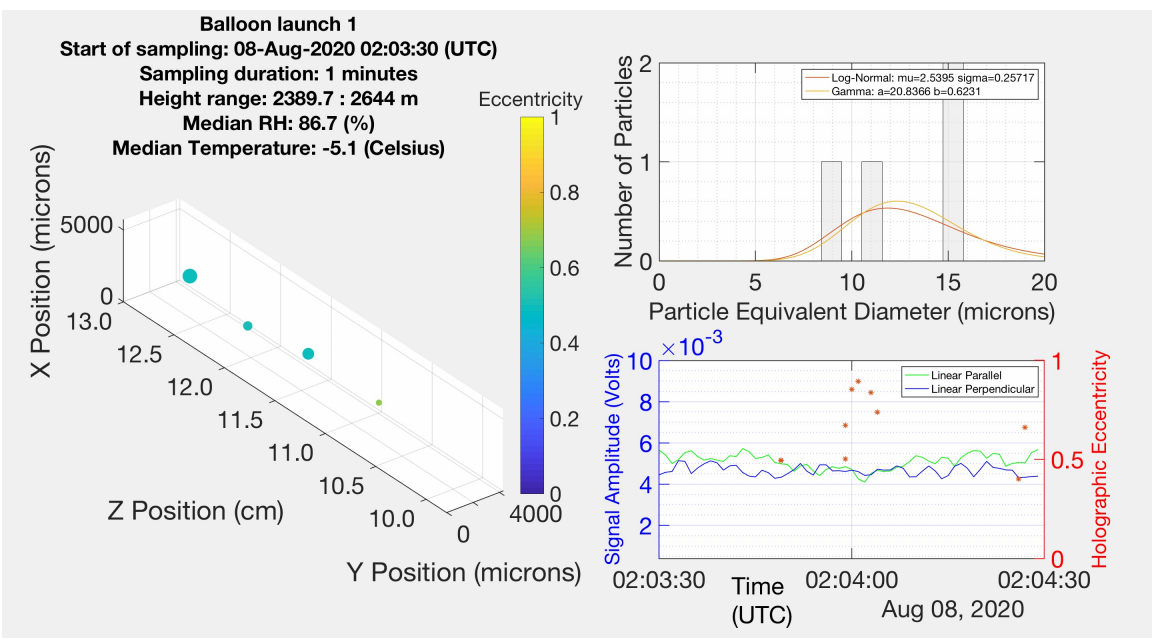 Balloon launch 1
Start of sampling: 08-Aug-2020 02:03:30 (UTC)
Sampling duration: 1 minutes
Height range: 2389.7 : 2644 m
Median RH: 86.7 (%)
Median Temperature: -5.1 (Celsius)
Eccentricity
1
0.8
0.6
0.4
0.2
0
X Position (microns)
5000
0
13.0
12.5
12.0
11.5
11.0
10.5
10.0
Z Position (cm)
0
4000
Y Position (microns)
Number of Particles
2
1
0
Log-Normal: mu=2.5395 sigma=0.25717
Gamma: a=20.8366 b=0.6231
0 5 10 15 20
Particle Equivalent Diameter (microns)
×10⁻³
Signal Amplitude (Volts)
10
8
6
4
2
Linear Parallel
Linear Perpendicular
1
0.5
0
Holographic Eccentricity
02:03:30 02:04:00 02:04:30
Time
(UTC)
Aug 08, 2020